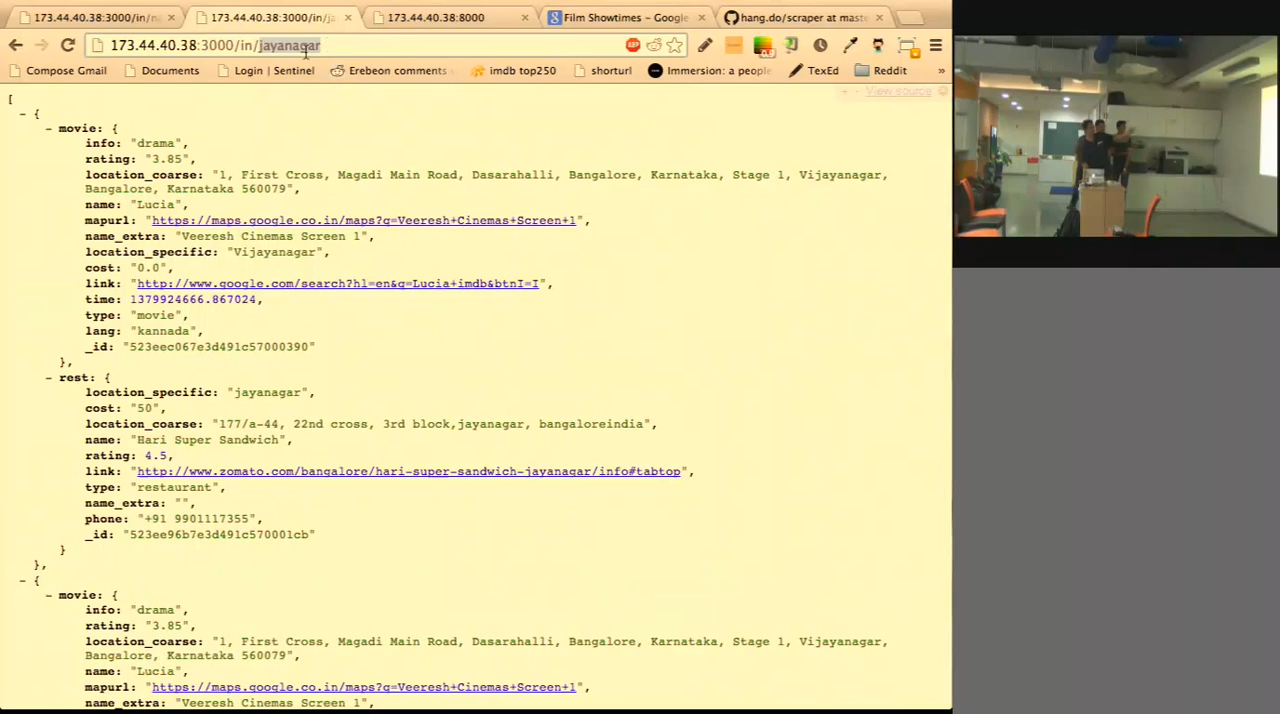 173.44.40.38:3000/in/na
173.44.40.38:3000/in/ja
173.44.40.38:8000
Film Showtimes - Google
hang.do/scraper at maste
173.44.40.38:3000/in/jayanagar
Compose Gmail
Documents
Login | Sentinel
Erebeon comments
imdb top250
shorturl
Immersion: a people
TexEd
Reddit
»
+ - View source
[
- {
- movie: {
info: "drama",
rating: "3.85",
location_coarse: "1, First Cross, Magadi Main Road, Dasarahalli, Bangalore, Karnataka, Stage 1, Vijayanagar,
Bangalore, Karnataka 560079",
name: "Lucia",
mapurl: "https://maps.google.co.in/maps?q=Veeresh+Cinemas+Screen+1",
name_extra: "Veeresh Cinemas Screen 1",
location_specific: "Vijayanagar",
cost: "0.0",
link: "http://www.google.com/search?hl=en&q=Lucia+imdb&btnI=I",
time: 1379924666.867024,
type: "movie",
lang: "kannada",
_id: "523eec067e3d491c57000390"
},
- rest: {
location_specific: "jayanagar",
cost: "50",
location_coarse: "177/a-44, 22nd cross, 3rd block,jayanagar, bangaloreindia",
name: "Hari Super Sandwich",
rating: 4.5,
link: "http://www.zomato.com/bangalore/hari-super-sandwich-jayanagar/info#tabtop",
type: "restaurant",
name_extra: "",
phone: "+91 9901117355",
_id: "523ee96b7e3d491c570001cb"
}
},
- {
- movie: {
info: "drama",
rating: "3.85",
location_coarse: "1, First Cross, Magadi Main Road, Dasarahalli, Bangalore, Karnataka, Stage 1, Vijayanagar,
Bangalore, Karnataka 560079",
name: "Lucia",
mapurl: "https://maps.google.co.in/maps?q=Veeresh+Cinemas+Screen+1",
name_extra: "Veeresh Cinemas Screen 1",